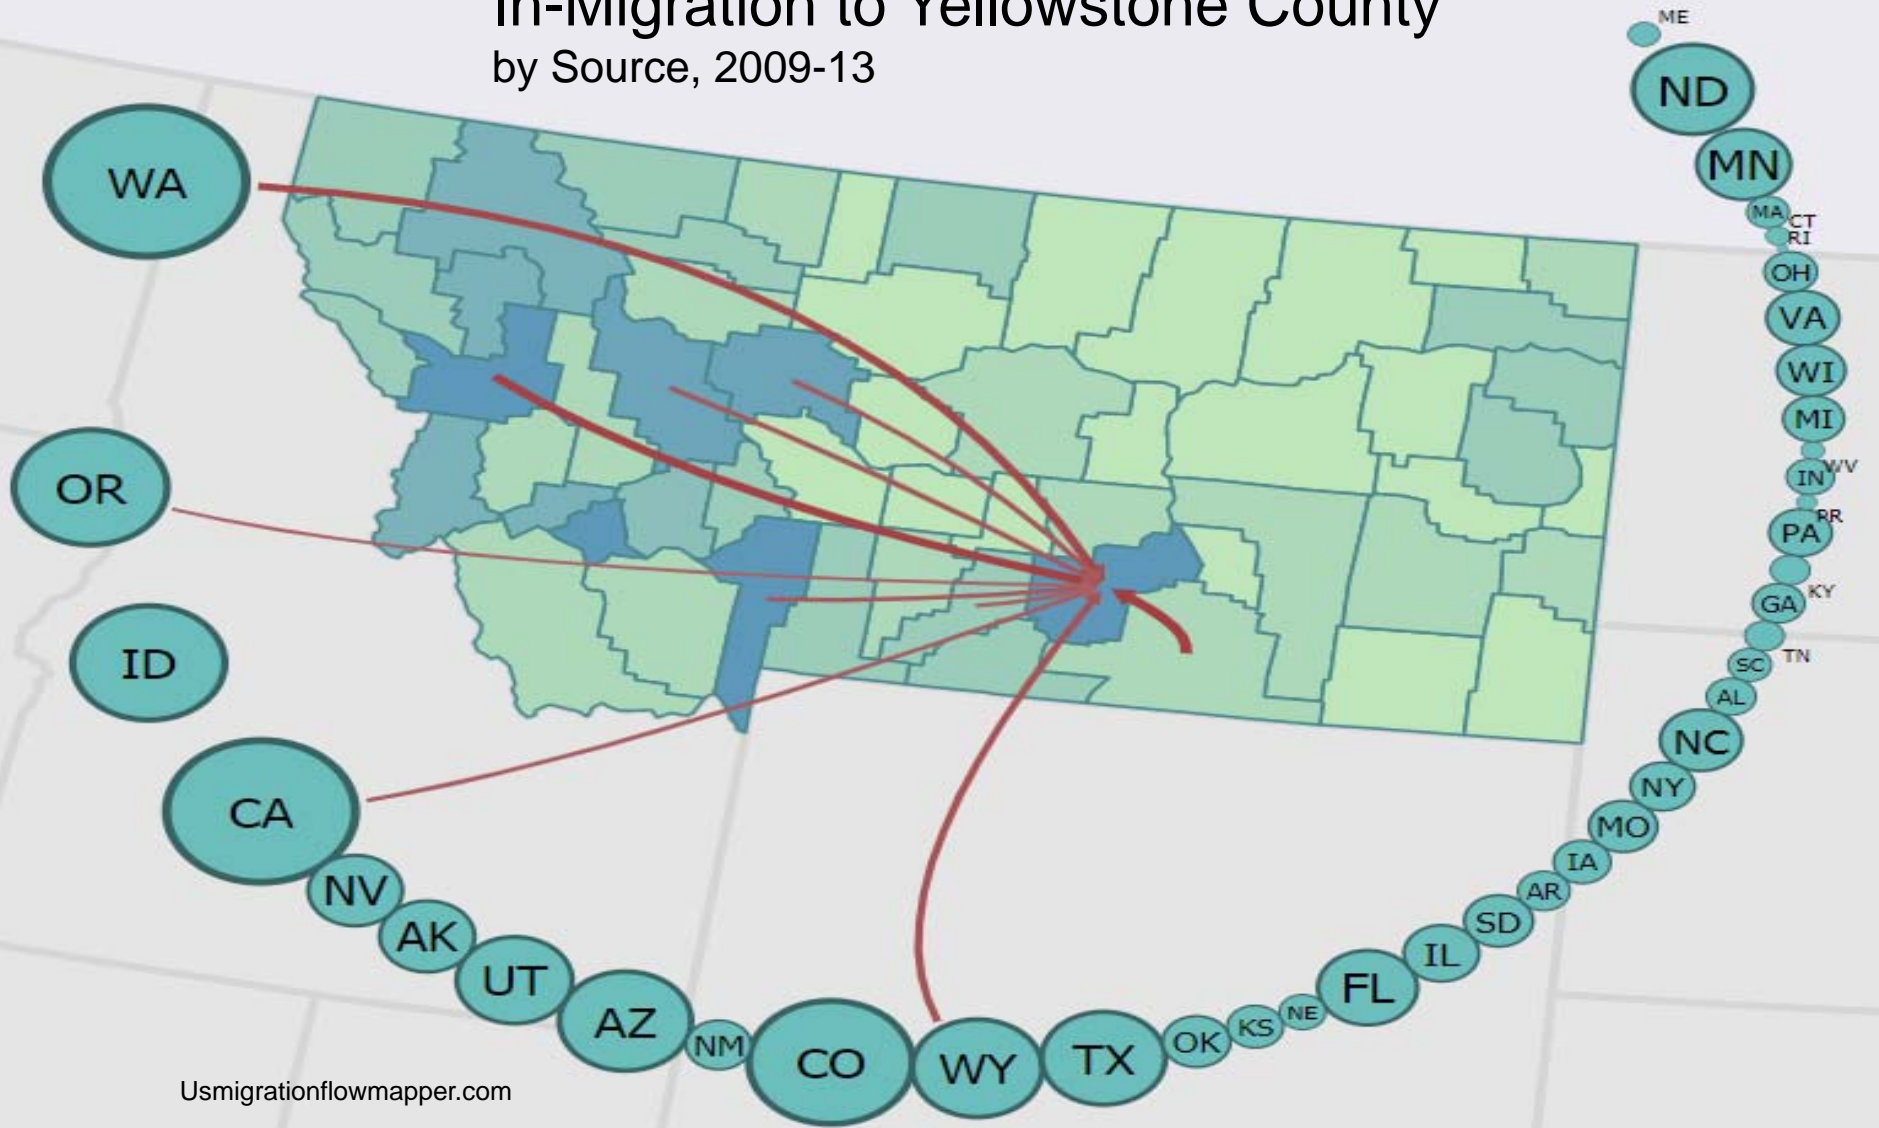 In-Migration to Yellowstone County
by Source, 2009-13
ME
ND
MN
MA
CT
RI
OH
VA
WI
MI
WV
IN
PR
PA
KY
GA
TN
SC
AL
NC
NY
MO
IA
AR
SD
IL
FL
NE
KS
OK
TX
WY
CO
NM
AZ
UT
AK
NV
CA
ID
OR
WA
Usmigrationflowmapper.com